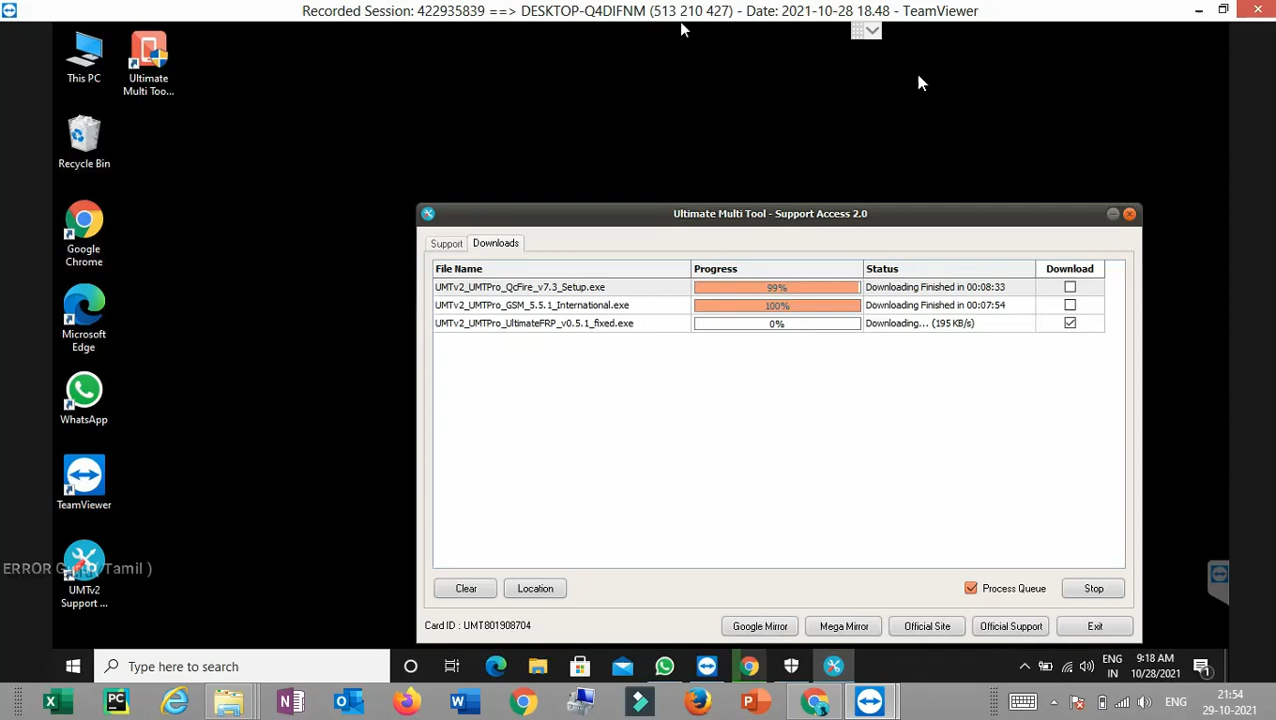 Recorded Session: 422935839 ==> DESKTOP-Q4DIFNM (513 210 427) - Date: 2021-10-28 18.48 - TeamViewer
This PC
Ultimate
Multi Too...
Recycle Bin
Google
Chrome
Microsoft
Edge
WhatsApp
TeamViewer
UMTv2
Support ...
Ultimate Multi Tool - Support Access 2.0
Support Downloads
File Name Progress Status Download
UMTv2_UMTPro_QcFire_v7.3_Setup.exe 99% Downloading Finished in 00:08:33
UMTv2_UMTPro_GSM_5.5.1_International.exe 100% Downloading Finished in 00:07:54
UMTv2_UMTPro_UltimateFRP_v0.5.1_fixed.exe 0% Downloading... (195 KB/s)
Clear Location Process Queue Stop
Card ID : UMT801908704 Google Mirror Mega Mirror Official Site Official Support Exit
Type here to search
ENG
IN
9:18 AM
10/28/2021
1
ENG
21:54
29-10-2021